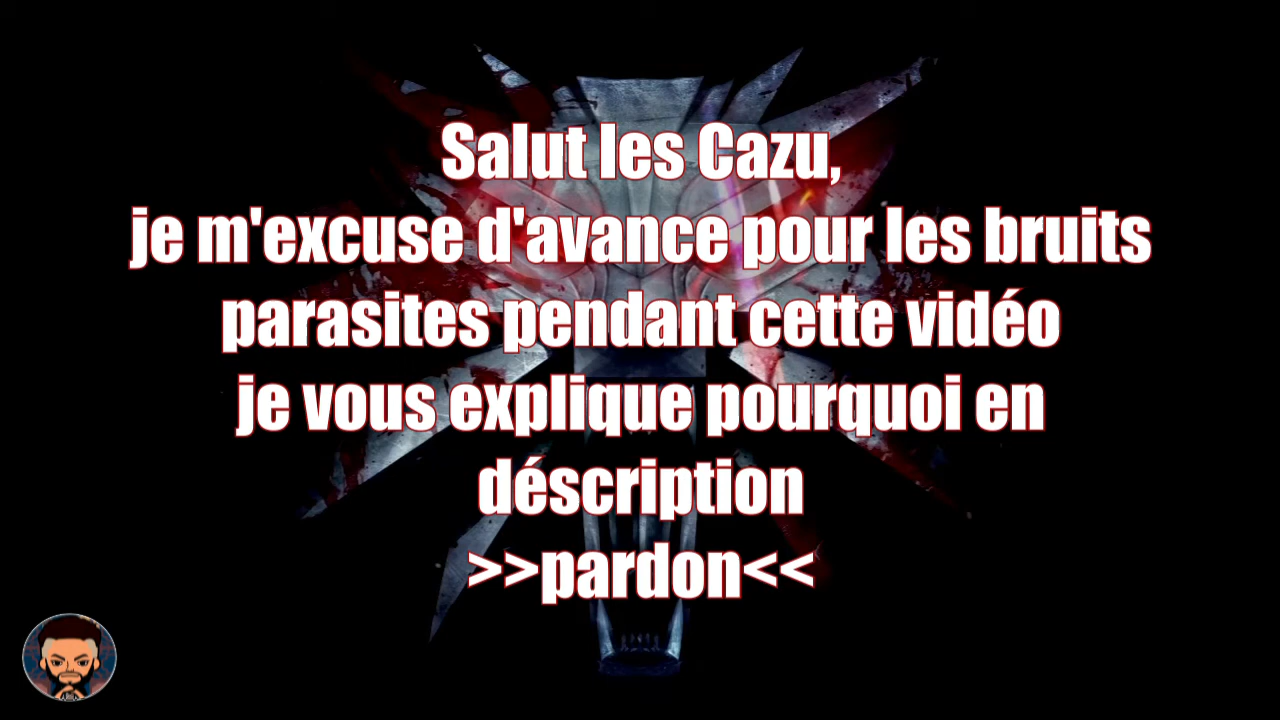 Salut les Cazu,
je m'excuse d'avance pour les bruits
parasites pendant cette vidéo
je vous explique pourquoi en
déscription
>>pardon<<